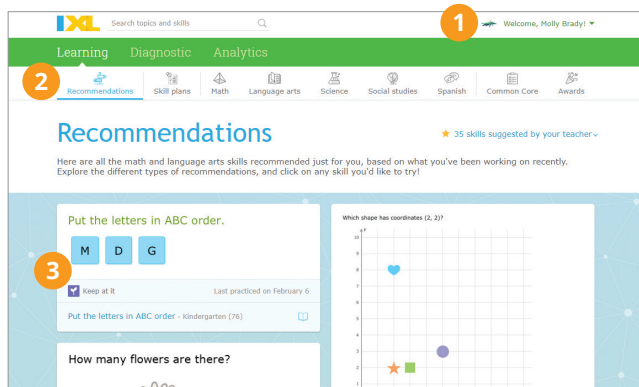 IXL
Search topics and skills
1
Welcome, Molly Brady!
Learning Diagnostic Analytics
2
Recommendations Skill plans Math Language arts Science Social studies Spanish Common Core Awards
Recommendations
35 skills suggested by your teacher
Here are all the math and language arts skills recommended just for you, based on what you've been working on recently.
Explore the different types of recommendations, and click on any skill you'd like to try!
Put the letters in ABC order.
M D G
3
Keep at it
Last practiced on February 6
Put the letters in ABC order - Kindergarten (76)
How many flowers are there?
Which shape has coordinates (2, 2)?
y
10
9
8
7
6
5
4
3
2
1